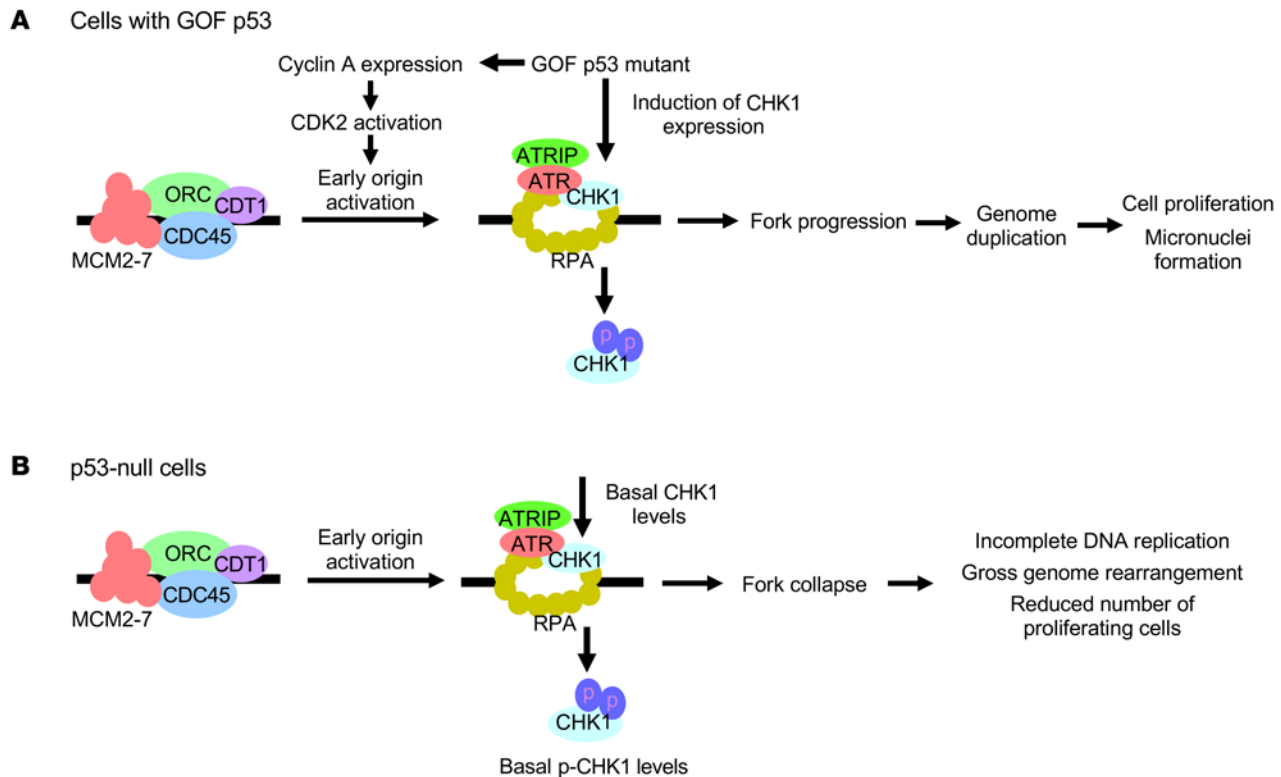 A Cells with GOF p53
Cyclin A expression
GOF p53 mutant
CDK2 activation
Induction of CHK1
expression
Early origin
activation
ATRIP
ATR
CHK1
ORC
CDT1
CDC45
MCM2-7
RPA
Fork progression
Genome
duplication
Cell proliferation
Micronuclei
formation
p
p
CHK1
B p53-null cells
Basal CHK1
levels
Early origin
activation
ATRIP
ATR
CHK1
ORC
CDT1
CDC45
MCM2-7
RPA
Fork collapse
Incomplete DNA replication
Gross genome rearrangement
Reduced number of
proliferating cells
p
p
CHK1
Basal p-CHK1 levels